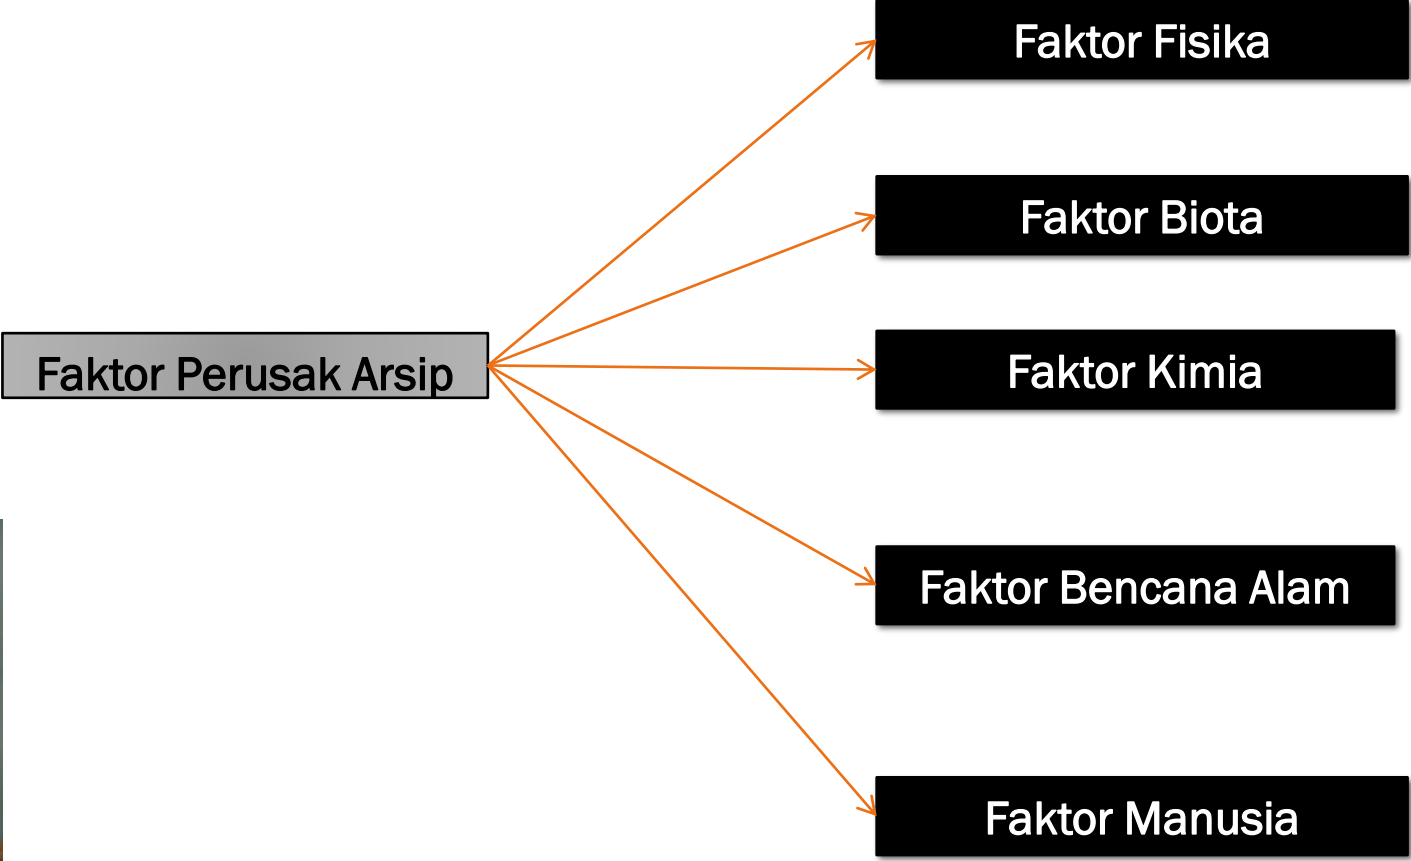 Faktor Fisika
Faktor Biota
Faktor Perusak Arsip
Faktor Kimia
Faktor Bencana Alam
Faktor Manusia